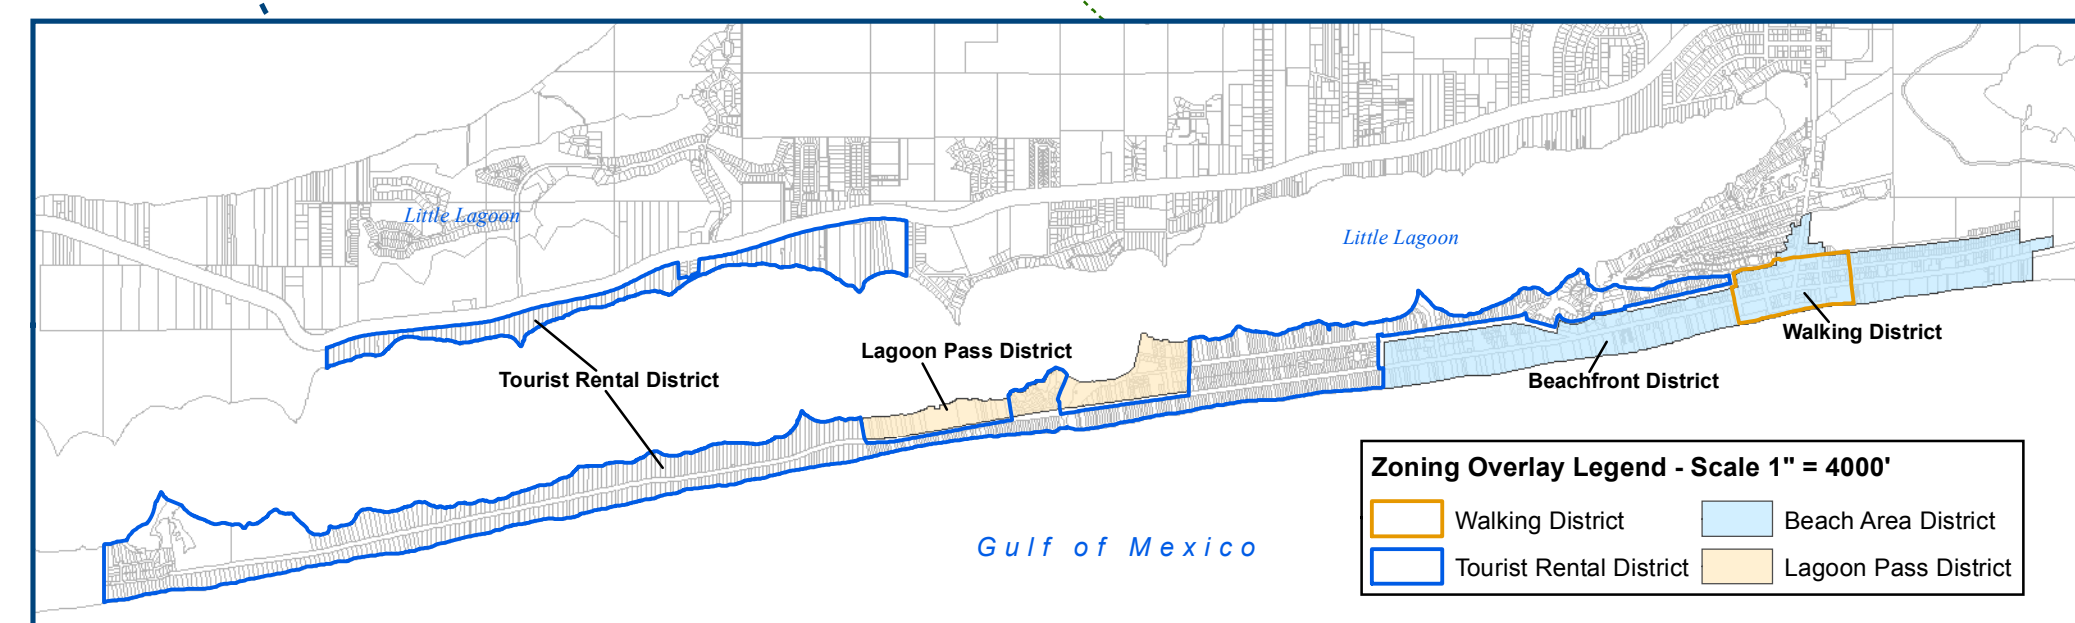 Little Lagoon
Little Lagoon
Walking District
Lagoon Pass District
Tourist Rental District
Beachfront District
Gulf of Mexico
Zoning Overlay Legend - Scale 1" = 4000'
Walking District
Beach Area District
Tourist Rental District
Lagoon Pass District